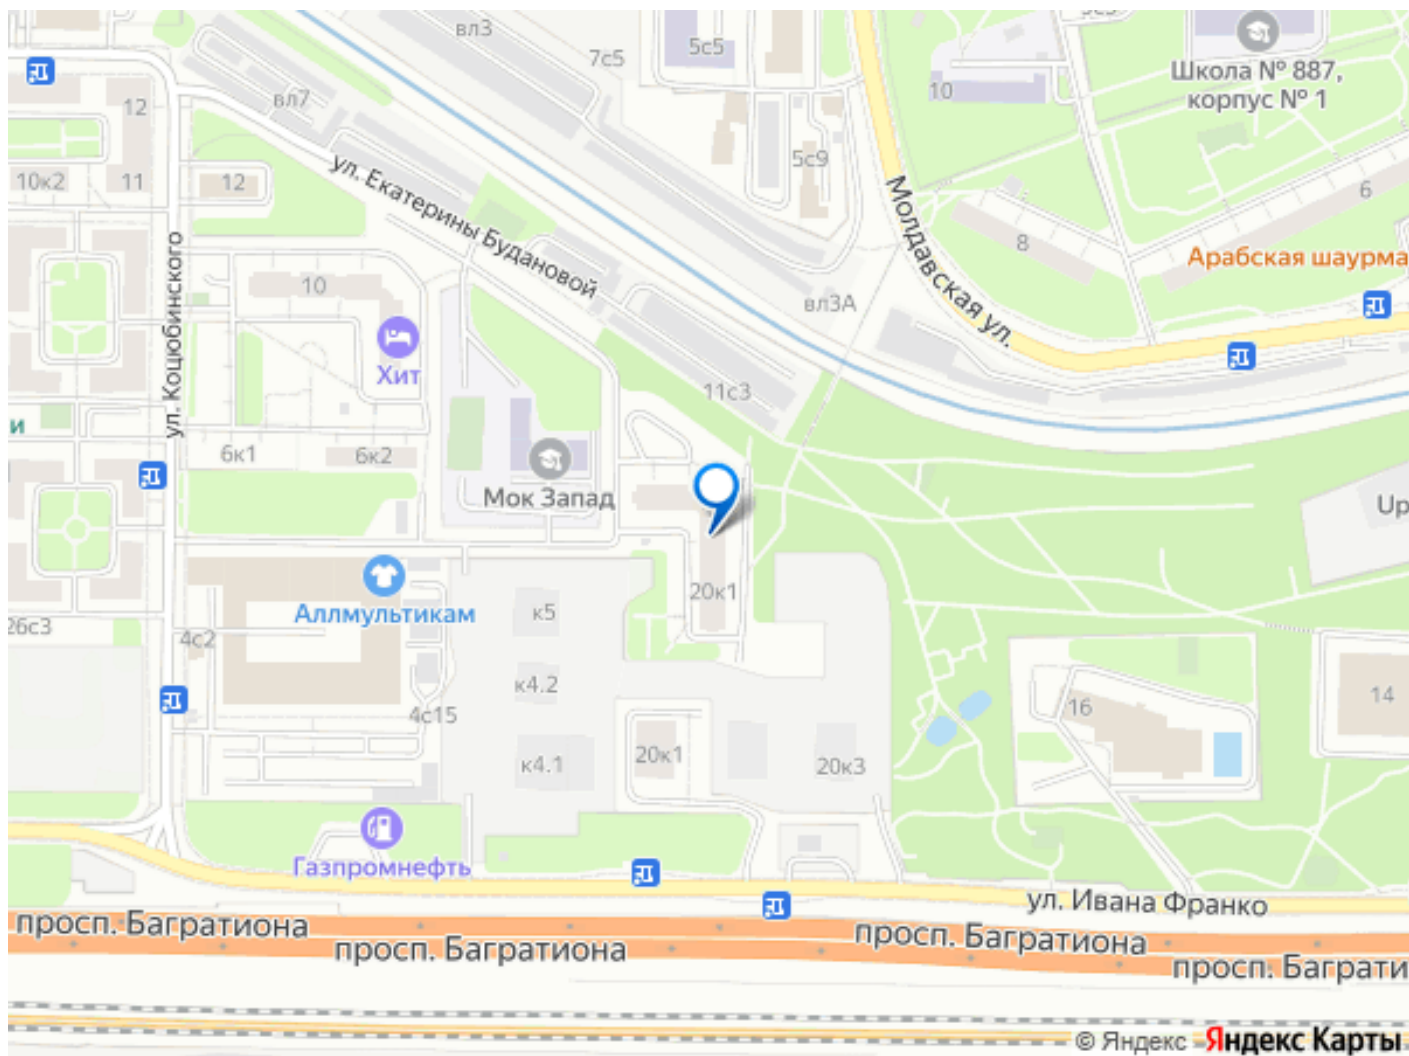 вл3
7с5
5с5
Школа № 887,
корпус № 1
10
12
вл7
5с9
10к2
11
12
6
ул. Екатерины Будановой
Молдавская ул.
8
Арабская шаурма
ул. Коцюбинского
10
вл3А
Хит
11с3
и
6к1
6к2
Мок Запад
Up
20к1
Аллмультикам
к5
26с3
4с2
к4.2
4с15
16
14
20к1
к4.1
20к3
Газпромнефть
ул. Ивана Франко
просп. Багратиона
просп. Багратиона
просп. Багратиона
просп. Баграти
© Яндекс Яндекс Карты